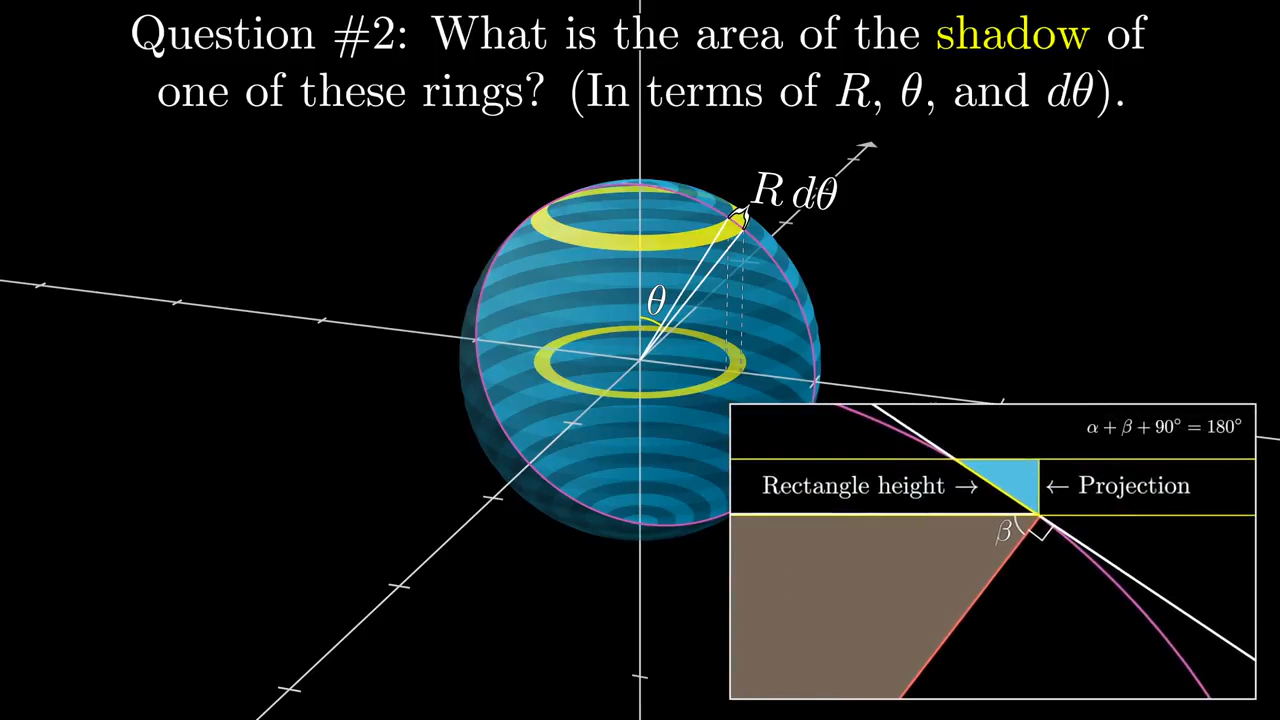 Question #2: What is the area of the shadow of
one of these rings? (In terms of R, θ, and dθ).
R dθ
θ
α + β + 90° = 180°
Rectangle height →
← Projection
β